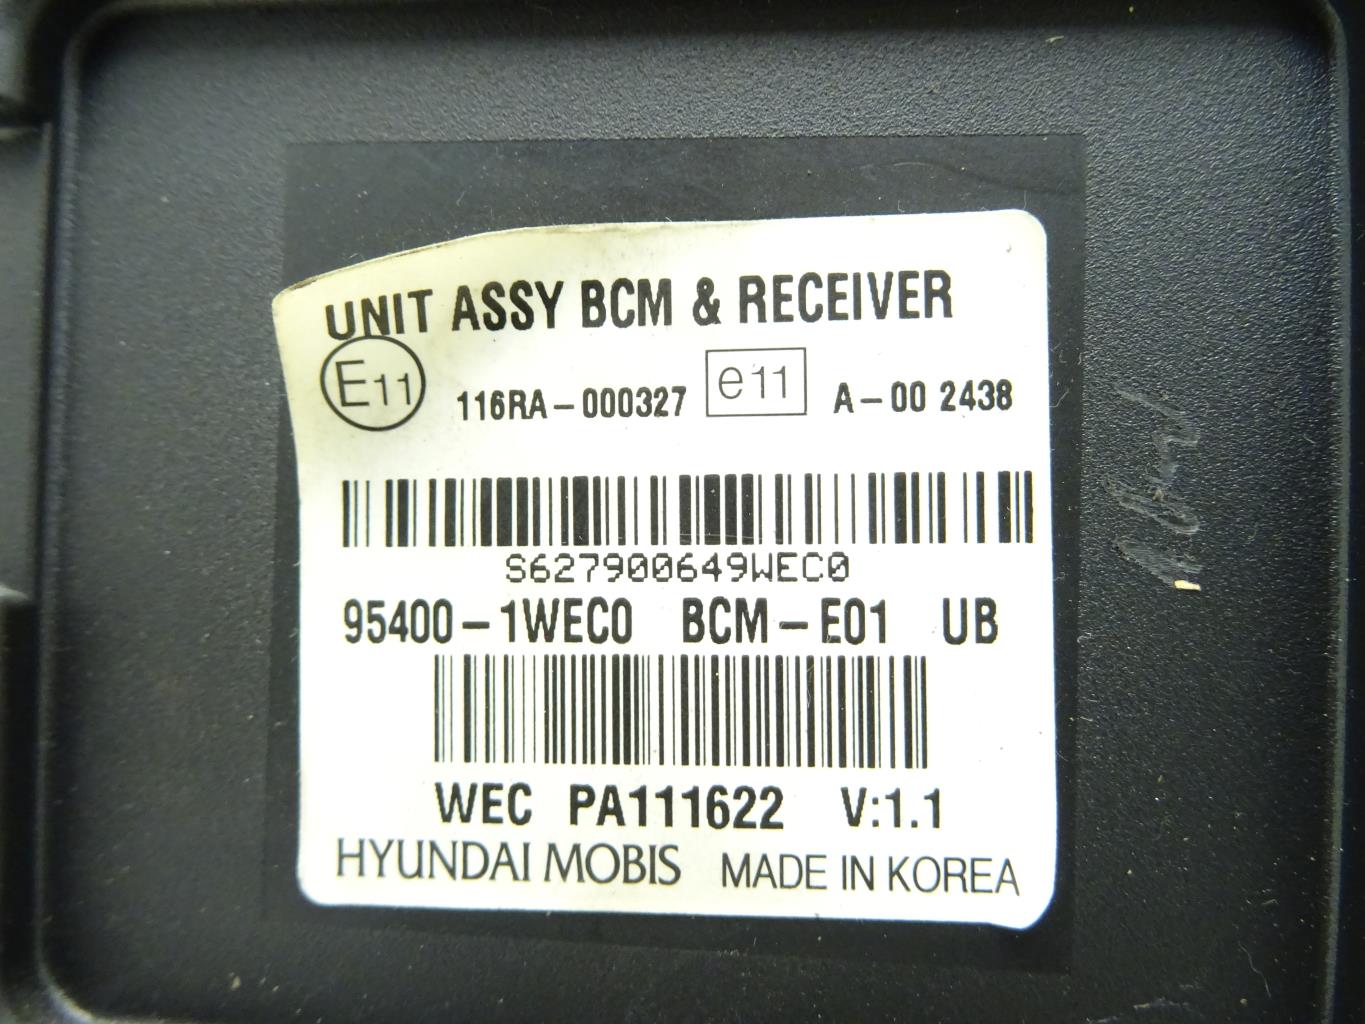 UNIT ASSY BCM & RECEIVER
E11 116RA-000327 e11 A-00 2438
S627900649WEC0
95400-1WEC0 BCM-E01 UB
WEC PA111622 V:1.1
HYUNDAI MOBIS MADE IN KOREA